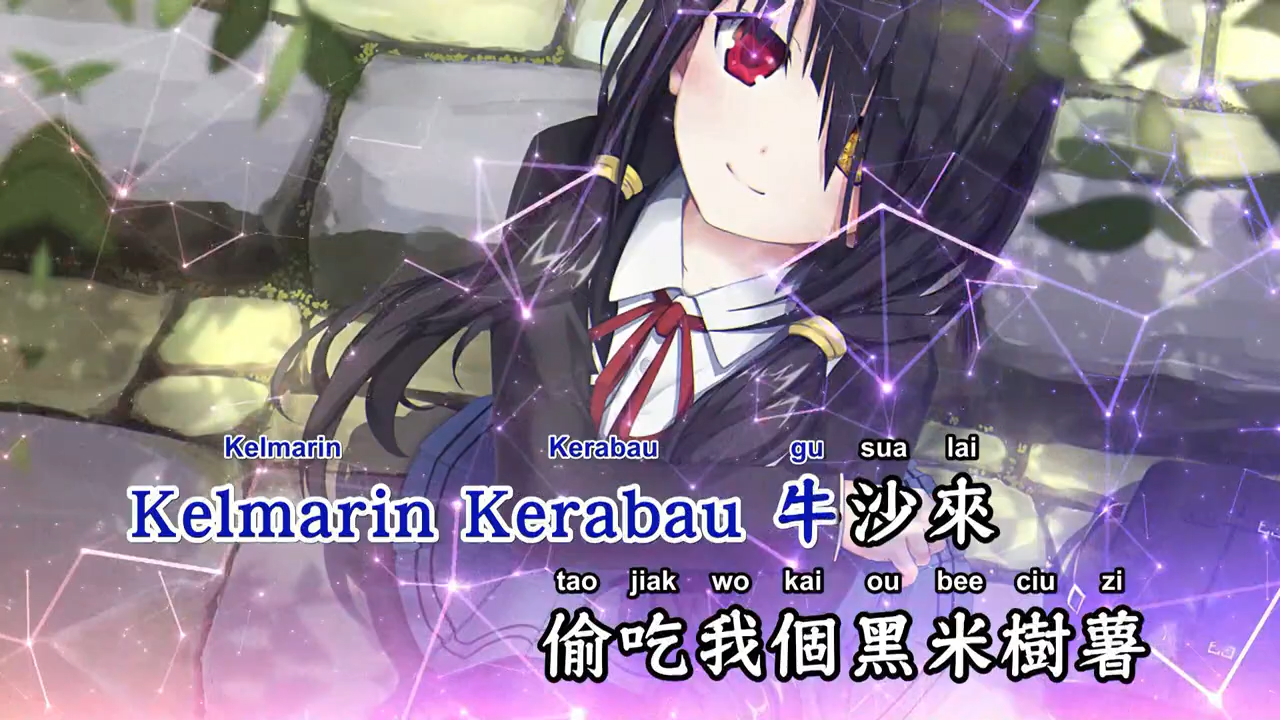 Kelmarin Kerabau gu sua lai
Kelmarin Kerabau 牛沙來
tao jiak wo kai ou bee ciu zi
偷吃我個黑米樹薯